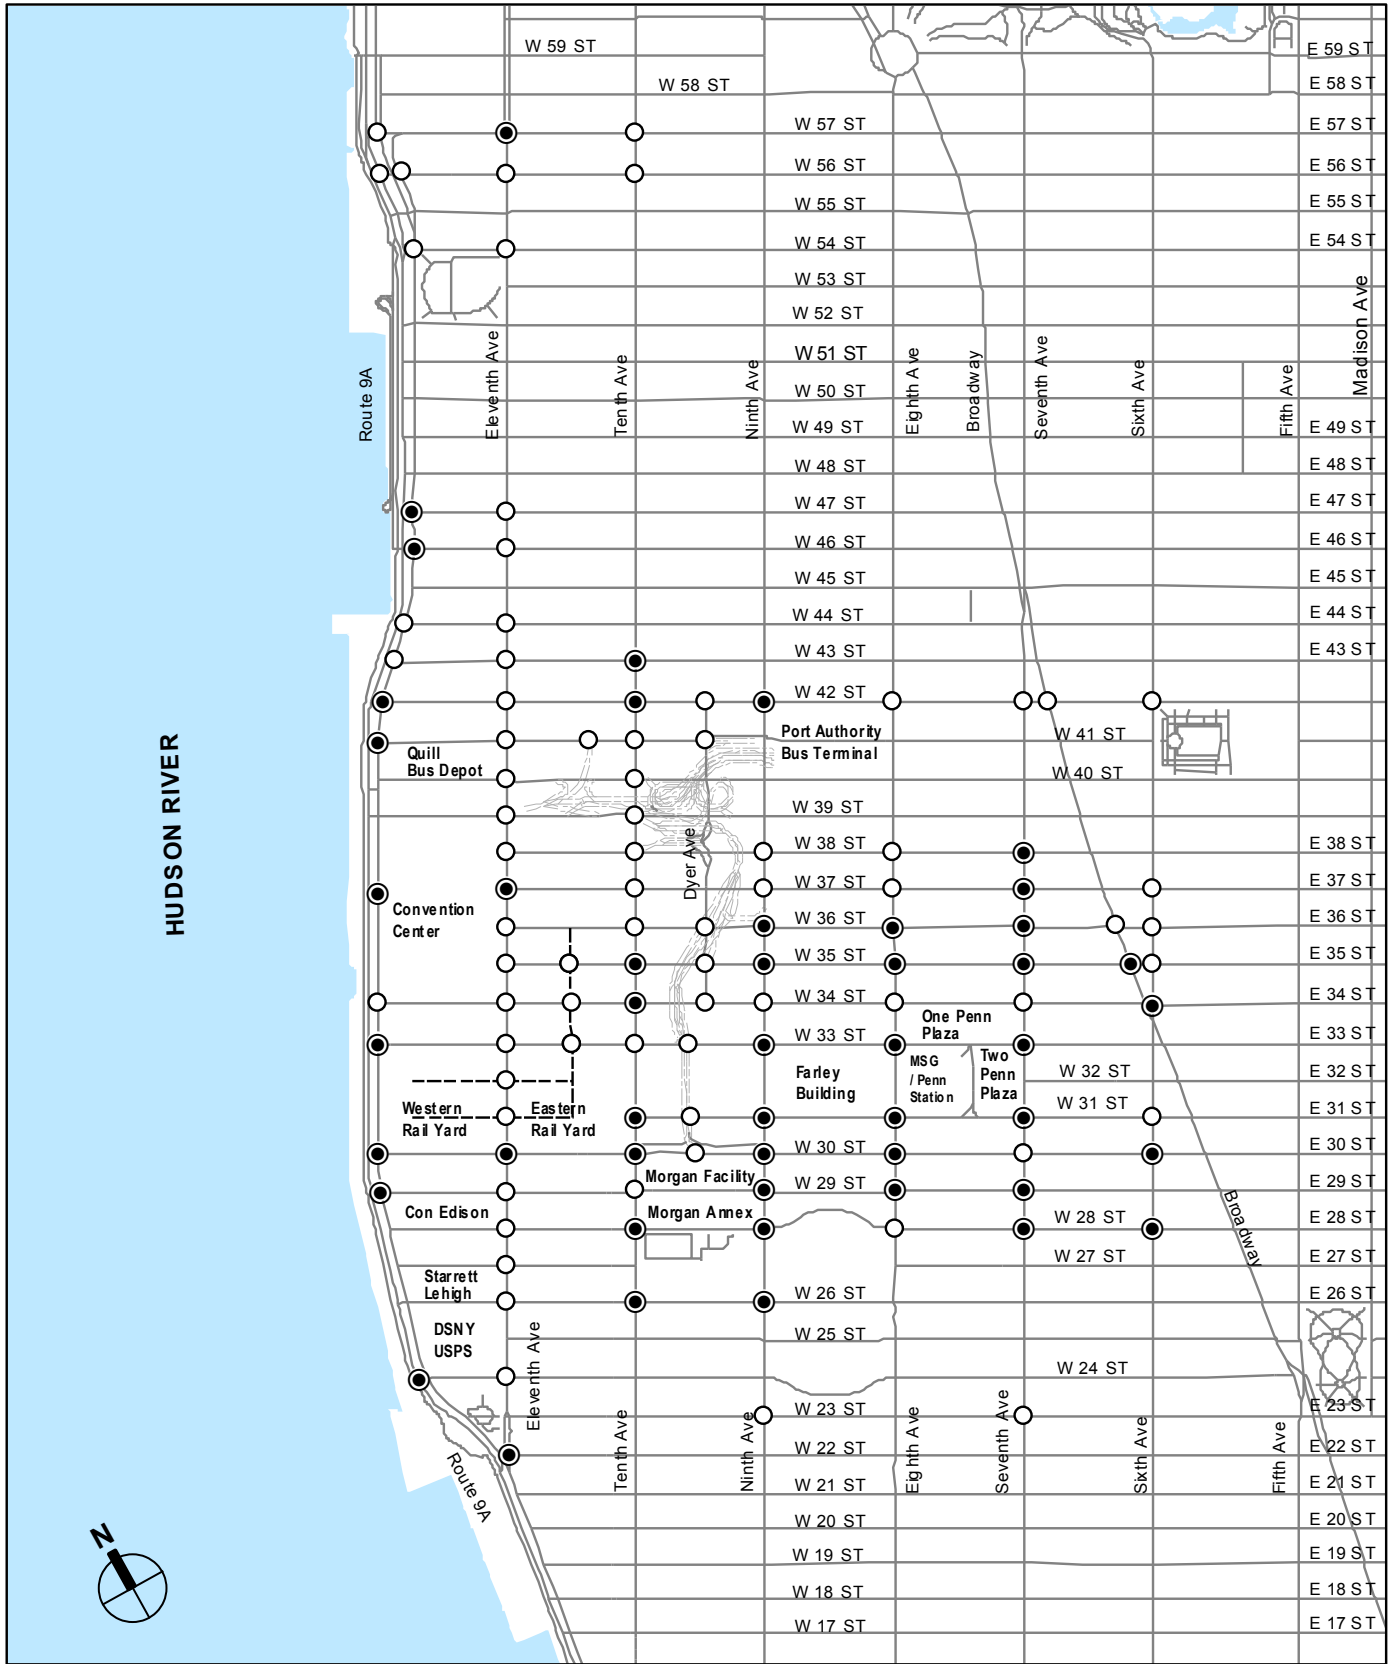 W 59 ST
E 59 ST
W 58 ST
E 58 ST
W 57 ST
E 57 ST
W 56 ST
E 56 ST
W 55 ST
E 55 ST
W 54 ST
E 54 ST
W 53 ST
W 52 ST
W 51 ST
W 50 ST
W 49 ST
E 49 ST
W 48 ST
E 48 ST
Route 9A
Eleventh Ave
Tenth Ave
Ninth Ave
Eighth Ave
Broadway
Seventh Ave
Sixth Ave
Fifth Ave
Madison Ave
W 47 ST
E 47 ST
W 46 ST
E 46 ST
W 45 ST
E 45 ST
W 44 ST
E 44 ST
W 43 ST
E 43 ST
W 42 ST
HUDSON RIVER
Quill
Bus Depot
Port Authority
Bus Terminal
W 41 ST
W 40 ST
W 39 ST
Dyer Ave
W 38 ST
E 38 ST
W 37 ST
E 37 ST
Convention
Center
W 36 ST
E 36 ST
W 35 ST
E 35 ST
W 34 ST
E 34 ST
One Penn
Plaza
W 33 ST
E 33 ST
MSG
/ Penn
Station
Two
Penn
Plaza
Farley
Building
W 32 ST
E 32 ST
Western
Rail Yard
Eastern
Rail Yard
W 31 ST
E 31 ST
W 30 ST
E 30 ST
Morgan Facility
W 29 ST
E 29 ST
Con Edison
Morgan Annex
W 28 ST
E 28 ST
Broadway
W 27 ST
E 27 ST
Starrett
Lehigh
W 26 ST
E 26 ST
DSNY
USPS
W 25 ST
W 24 ST
W 23 ST
E 23 ST
Eleventh Ave
Tenth Ave
Ninth Ave
Eighth Ave
Seventh Ave
Sixth Ave
Fifth Ave
W 22 ST
E 22 ST
Route 9A
W 21 ST
E 21 ST
W 20 ST
E 20 ST
N
W 19 ST
E 19 ST
W 18 ST
E 18 ST
W 17 ST
E 17 ST